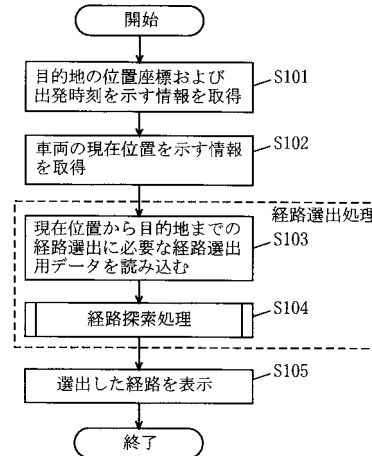 開始
目的地の位置座標および
出発時刻を示す情報を取得
S101
車両の現在位置を示す情報
を取得
S102
経路選出処理
現在位置から目的地までの
経路選出に必要な経路選出
用データを読み込む
S103
経路探索処理
S104
選出した経路を表示
S105
終了